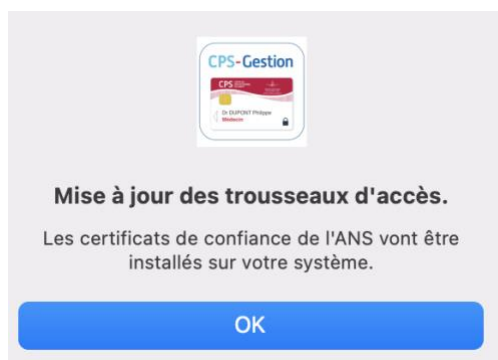 CPS-Gestion
CPS
Dr DUPONT Philippe
Médecin
Mise à jour des trousseaux d'accès.
Les certificats de confiance de l'ANS vont être
installés sur votre système.
OK